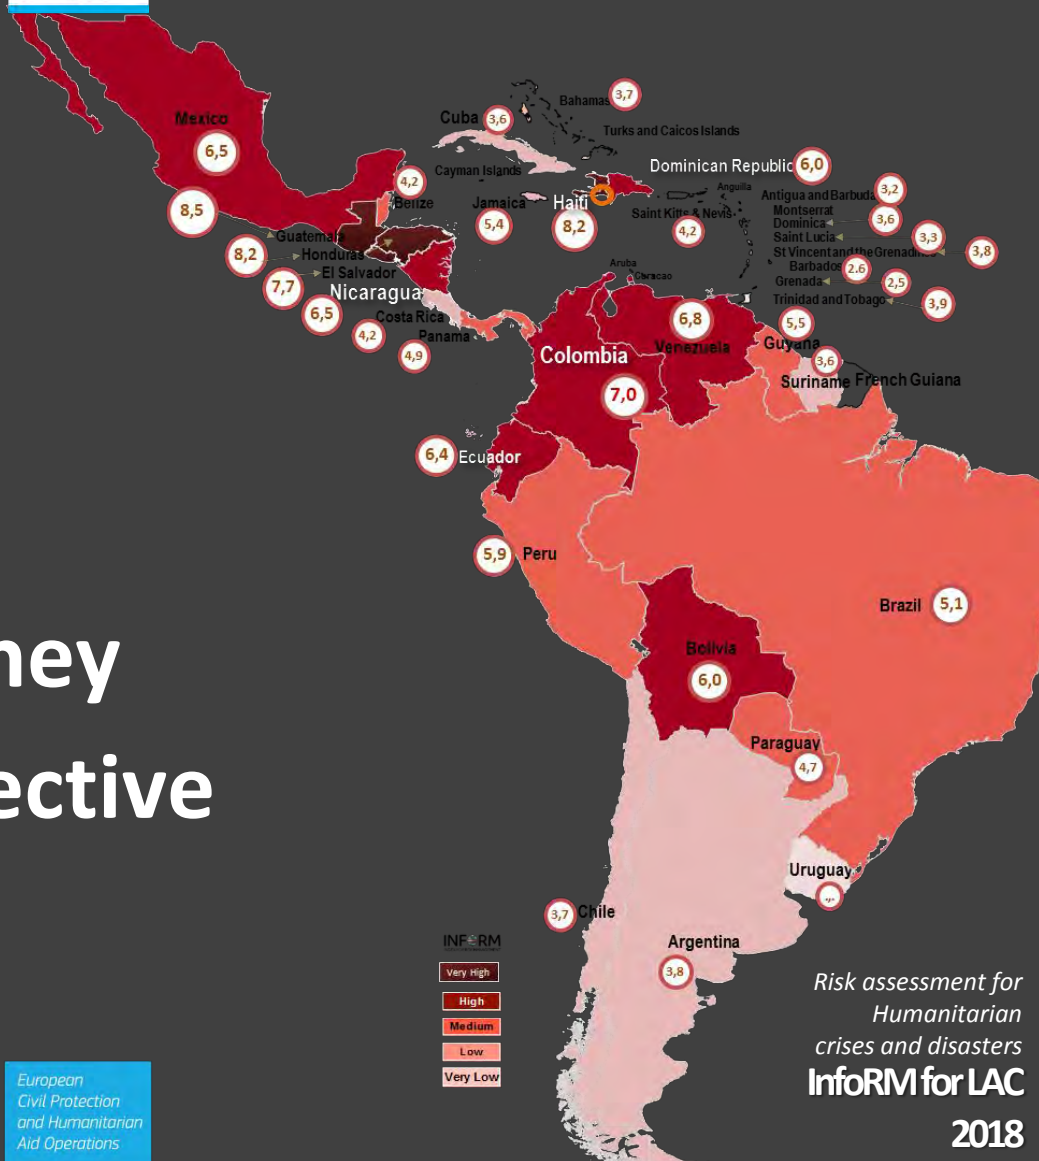 Mexico
6,5
8,5
Guatemala
8,2
Honduras
7,7
El Salvador
6,5
Nicaragua
4,2
Costa Rica
4,9
Panama
4,2
Belize
Cuba
3,6
Bahamas
3,7
Turks and Caicos Islands
Cayman Islands
Jamaica
5,4
Haiti
8,2
Dominican Republic
6,0
Saint Kitts & Nevis
4,2
Anguilla
Antigua and Barbuda
3,2
Montserrat
Dominica
3,6
Saint Lucia
3,3
St Vincent and the Grenadines
3,8
Barbados
2.6
Grenada
2,5
Trinidad and Tobago
3,9
Aruba
Curacao
Colombia
7,0
6,8
Venezuela
5,5
Guyana
3,6
Suriname
French Guiana
6,4
Ecuador
5,9
Peru
Brazil
5,1
Bolivia
6,0
Paraguay
4,7
Uruguay
3,7
Chile
Argentina
3,8
ney
ective
INFORM
Very High
High
Medium
Low
Very Low
Risk assessment for
Humanitarian
crises and disasters
InfoRM for LAC
2018
European
Civil Protection
and Humanitarian
Aid Operations